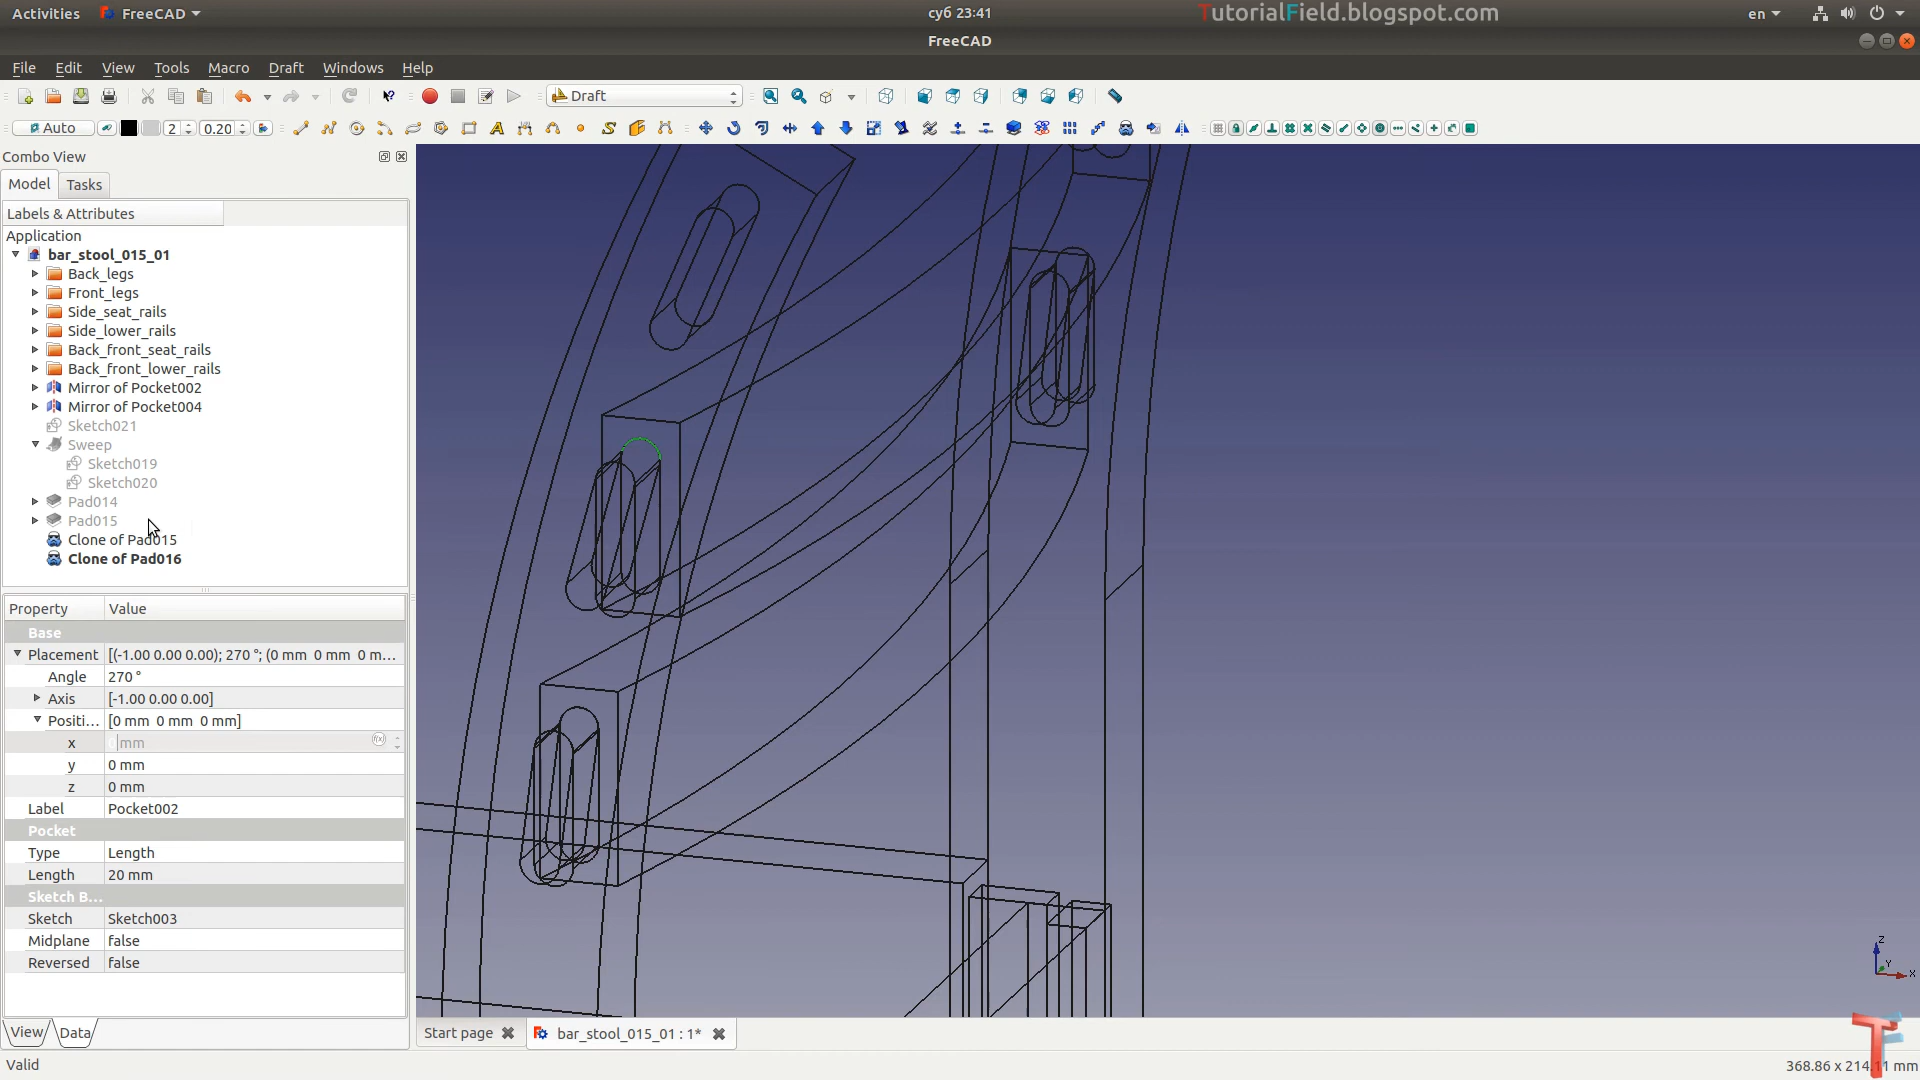 Activities FreeCAD суб 23:41 TutorialField.blogspot.com en
FreeCAD
File Edit View Tools Macro Draft Windows Help
Draft
Auto 2 0.20
Combo View
Model Tasks
Labels & Attributes
Application
bar_stool_015_01
Back_legs
Front_legs
Side_seat_rails
Side_lower_rails
Back_front_seat_rails
Back_front_lower_rails
Mirror of Pocket002
Mirror of Pocket004
Sketch021
Sweep
Sketch019
Sketch020
Pad014
Pad015
Clone of Pad015
Clone of Pad016
Property Value
Base
Placement [(-1.00 0.00 0.00); 270 °; (0 mm 0 mm 0 m...
Angle 270 °
Axis [-1.00 0.00 0.00]
Positi... [0 mm 0 mm 0 mm]
x mm
y 0 mm
z 0 mm
Label Pocket002
Pocket
Type Length
Length 20 mm
Sketch B...
Sketch Sketch003
Midplane false
Reversed false
View Data
Start page bar_stool_015_01 : 1*
Valid
Z
Y
X
TF